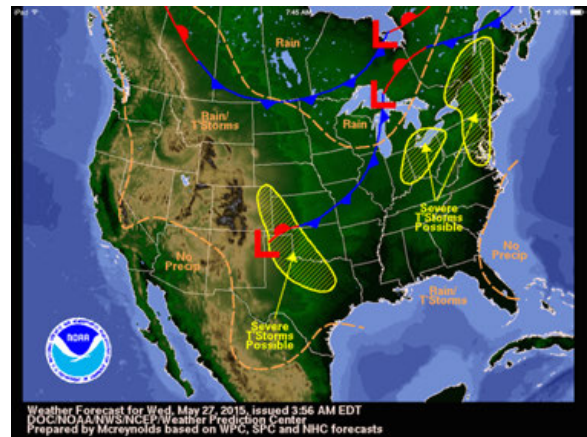 iPad
7:45 AM
90%
Rain
Rain/
T'Storms
Rain
Severe
T'Storms
Possible
No
Precip
No
Precip
Rain/
T'Storms
Severe
T'Storms
Possible
NOAA
Weather Forecast for Wed, May 27, 2015, issued 3:56 AM EDT
DOC/NOAA/NWS/NCEP/Weather Prediction Center
Prepared by Mcreynolds based on WPC, SPC and NHC forecasts